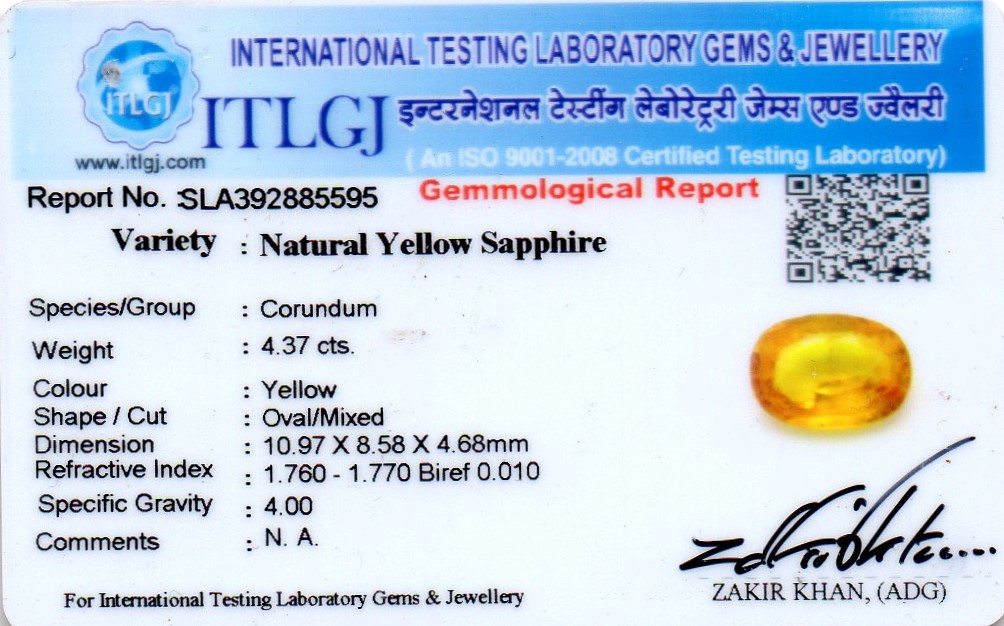 INTERNATIONAL TESTING LABORATORY GEMS & JEWELLERY
ITLGJ
ITLGJ इन्टरनेशनल टेस्टींग लेबोरेट्ररी जेम्स एण्ड ज्वैलरी
www.itlgj.com
( An ISO 9001-2008 Certified Testing Laboratory)
Report No. :SLA392885595
Gemmological Report
Variety : Natural Yellow Sapphire
Species/Group : Corundum
Weight : 4.37 cts.
Colour : Yellow
Shape / Cut : Oval/Mixed
Dimension : 10.97 X 8.58 X 4.68mm
Refractive Index : 1.760 - 1.770 Biref 0.010
Specific Gravity : 4.00
Comments : N. A.
ZAKIR KHAN, (ADG)
For International Testing Laboratory Gems & Jewellery